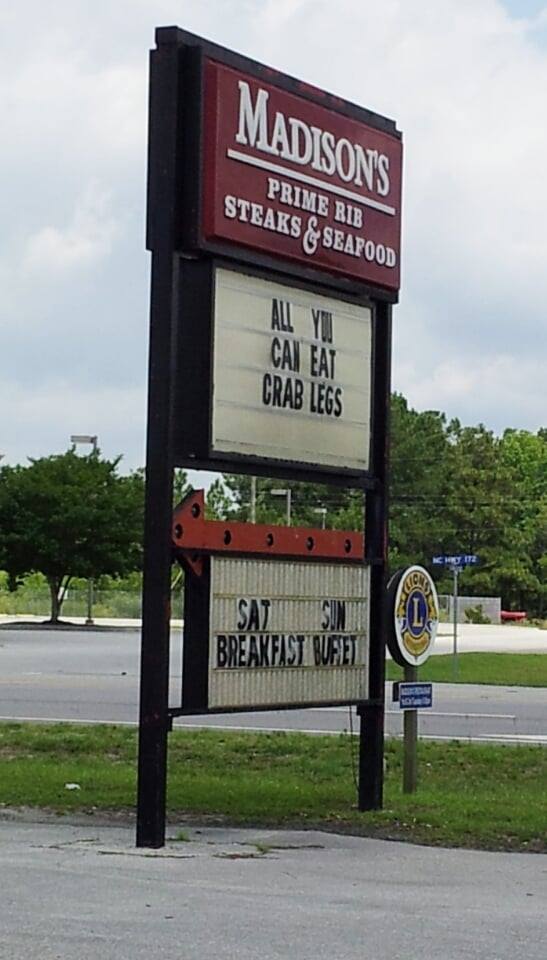 MADISON'S
PRIME RIB
STEAKS & SEAFOOD
ALL YOU
CAN EAT
CRAB LEGS
SAT SUN
BREAKFAST BUFFET
NC HWY 172
LIONS
L